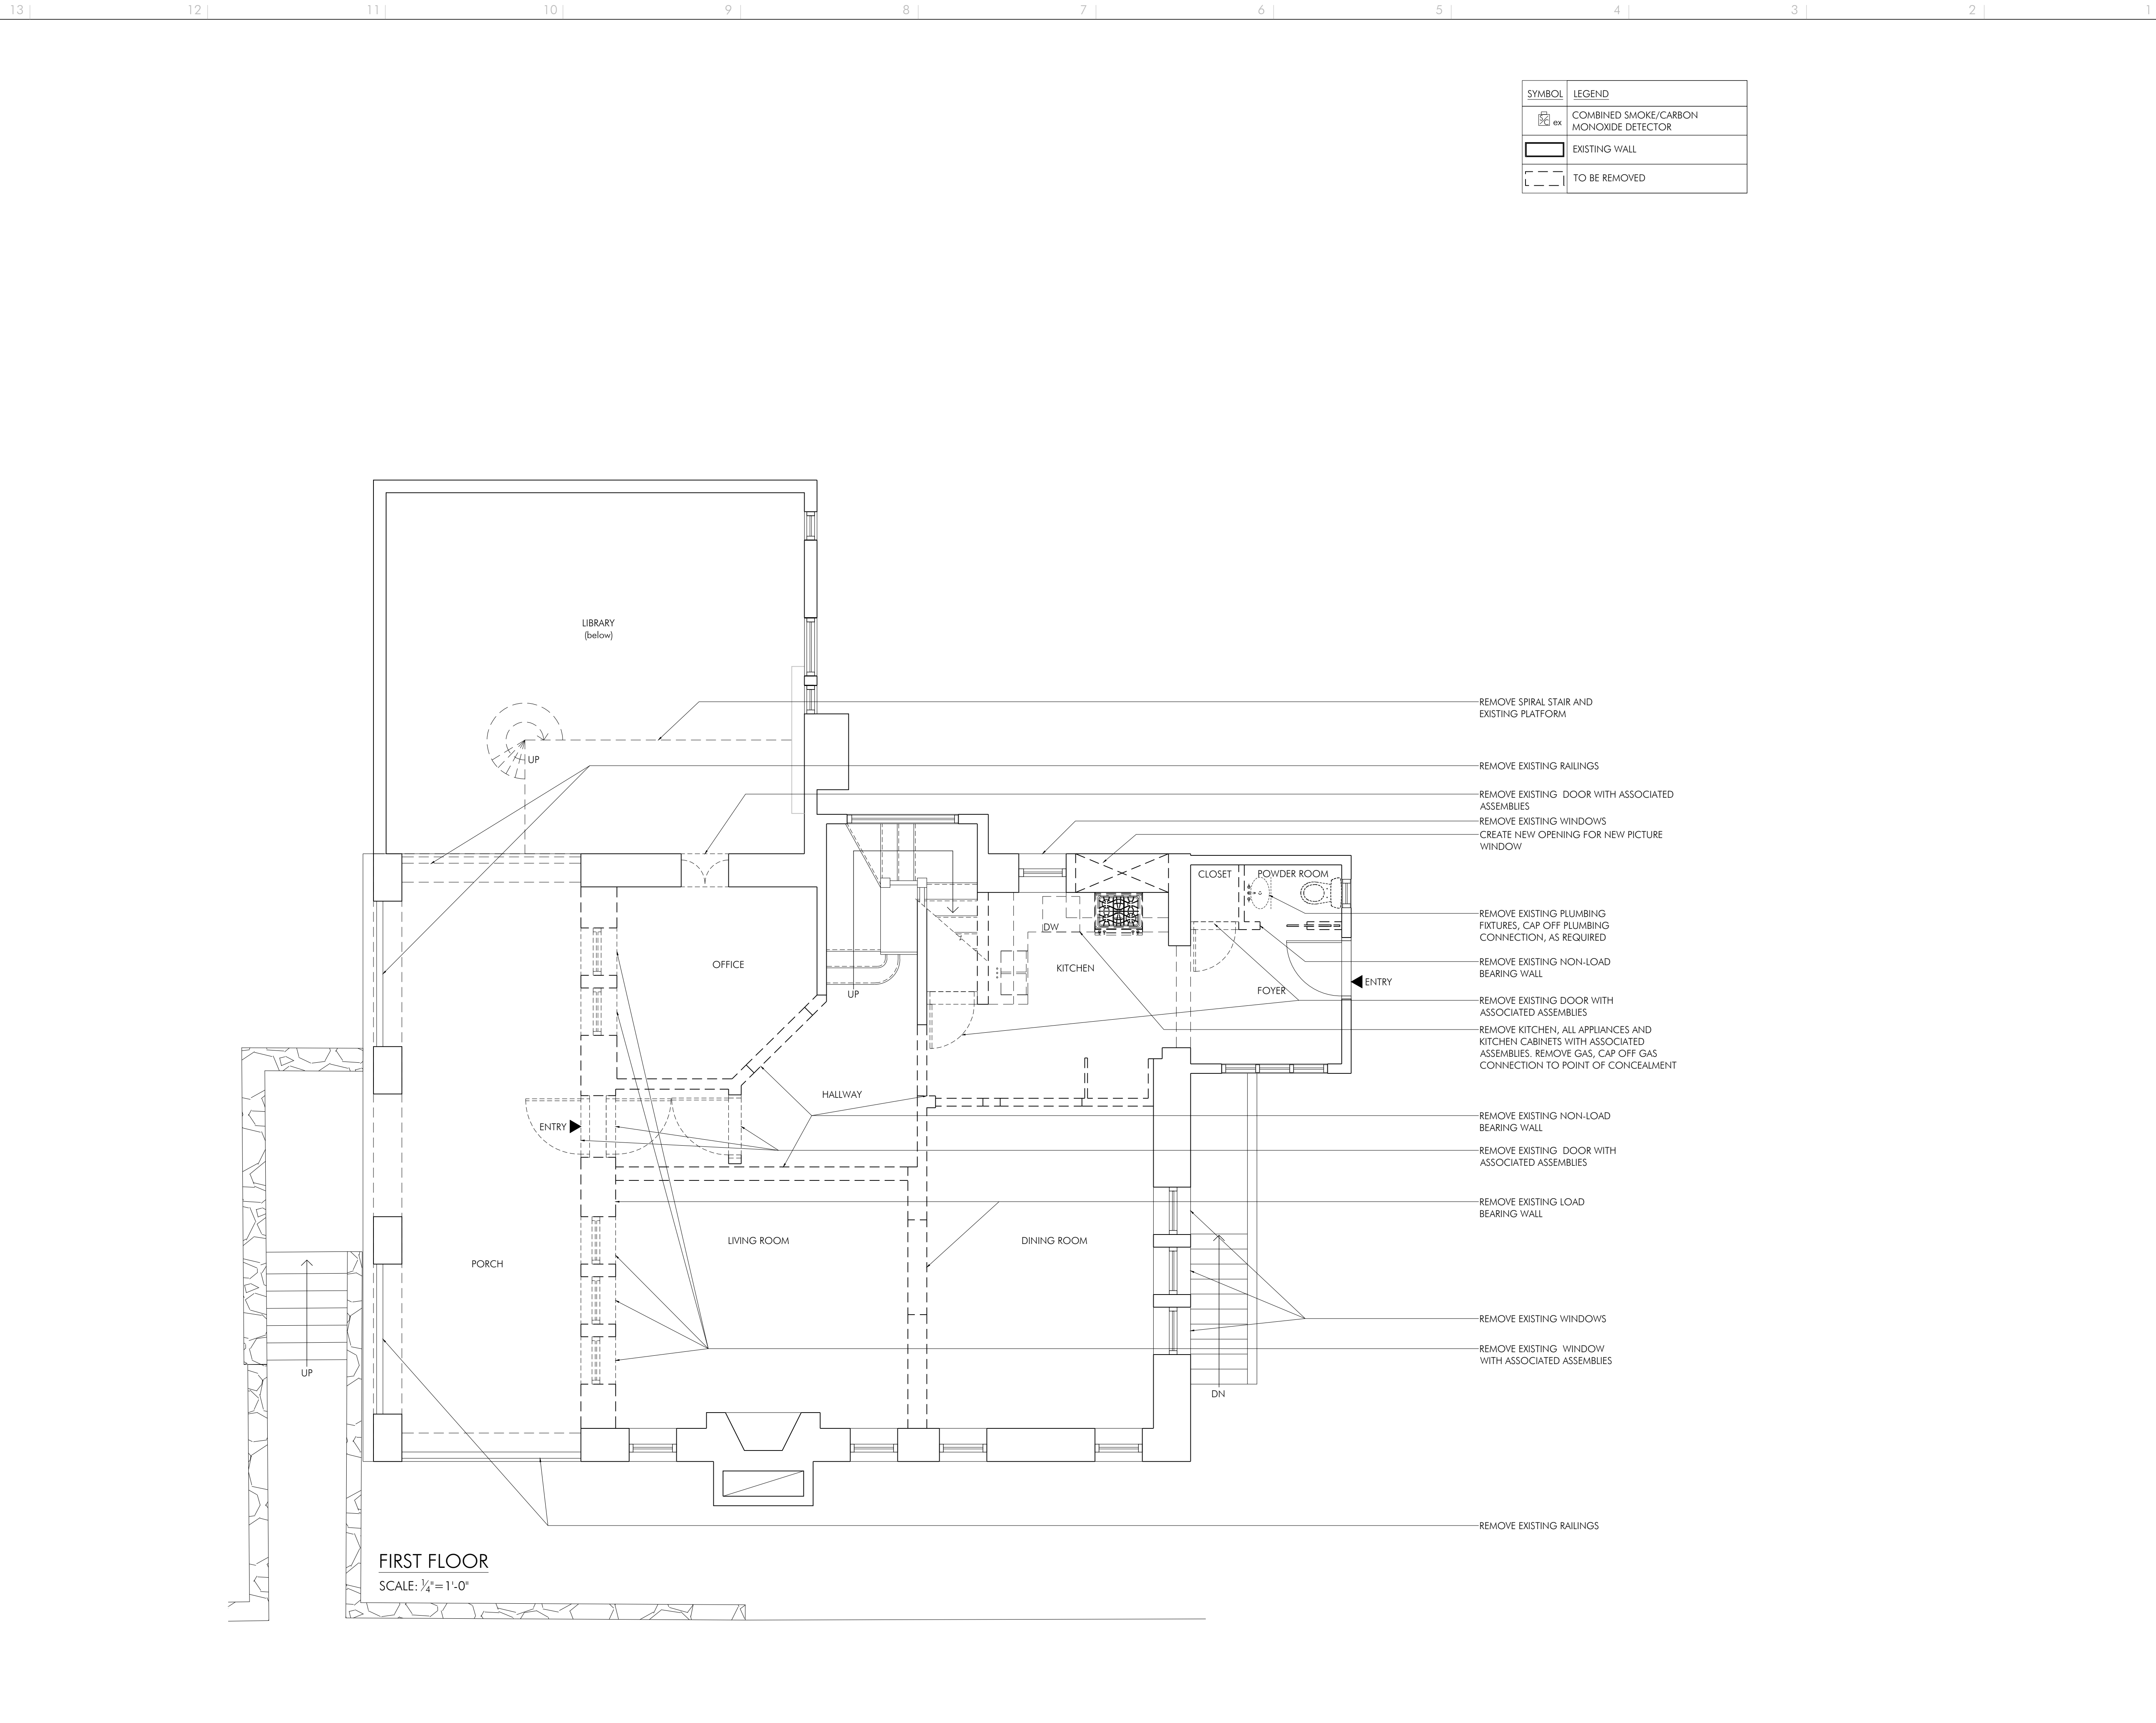 13 12 11 10 9 8 7 6 5 4 3 2 1
SYMBOL LEGEND
ex COMBINED SMOKE/CARBON
MONOXIDE DETECTOR
EXISTING WALL
TO BE REMOVED
LIBRARY
(below)
UP
REMOVE SPIRAL STAIR AND
EXISTING PLATFORM
REMOVE EXISTING RAILINGS
REMOVE EXISTING DOOR WITH ASSOCIATED
ASSEMBLIES
REMOVE EXISTING WINDOWS
CREATE NEW OPENING FOR NEW PICTURE
WINDOW
CLOSET
POWDER ROOM
REMOVE EXISTING PLUMBING
FIXTURES, CAP OFF PLUMBING
CONNECTION, AS REQUIRED
DW
OFFICE
KITCHEN
REMOVE EXISTING NON-LOAD
BEARING WALL
ENTRY
FOYER
UP
REMOVE EXISTING DOOR WITH
ASSOCIATED ASSEMBLIES
REMOVE KITCHEN, ALL APPLIANCES AND
KITCHEN CABINETS WITH ASSOCIATED
ASSEMBLIES. REMOVE GAS, CAP OFF GAS
CONNECTION TO POINT OF CONCEALMENT
HALLWAY
REMOVE EXISTING NON-LOAD
BEARING WALL
ENTRY
REMOVE EXISTING DOOR WITH
ASSOCIATED ASSEMBLIES
REMOVE EXISTING LOAD
BEARING WALL
LIVING ROOM
DINING ROOM
PORCH
REMOVE EXISTING WINDOWS
REMOVE EXISTING WINDOW
WITH ASSOCIATED ASSEMBLIES
UP
DN
REMOVE EXISTING RAILINGS
FIRST FLOOR
SCALE: 1/4"=1'-0"